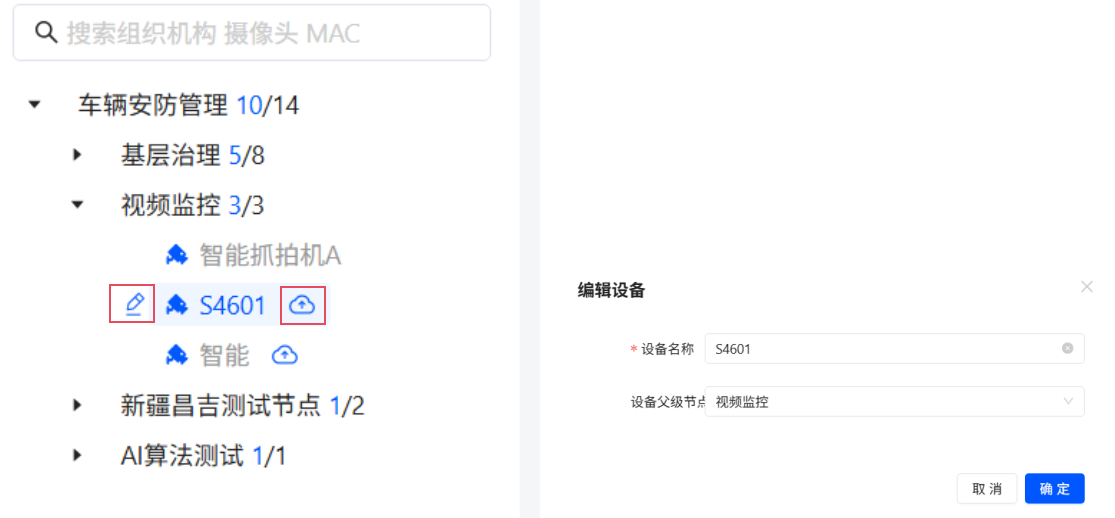 搜索组织机构 摄像头 MAC
车辆安防管理 10/14
基层治理 5/8
视频监控 3/3
智能抓拍机A
S4601
智能
新疆昌吉测试节点 1/2
AI算法测试 1/1
编辑设备
* 设备名称 S4601
设备父级节点 视频监控
取 消 确 定